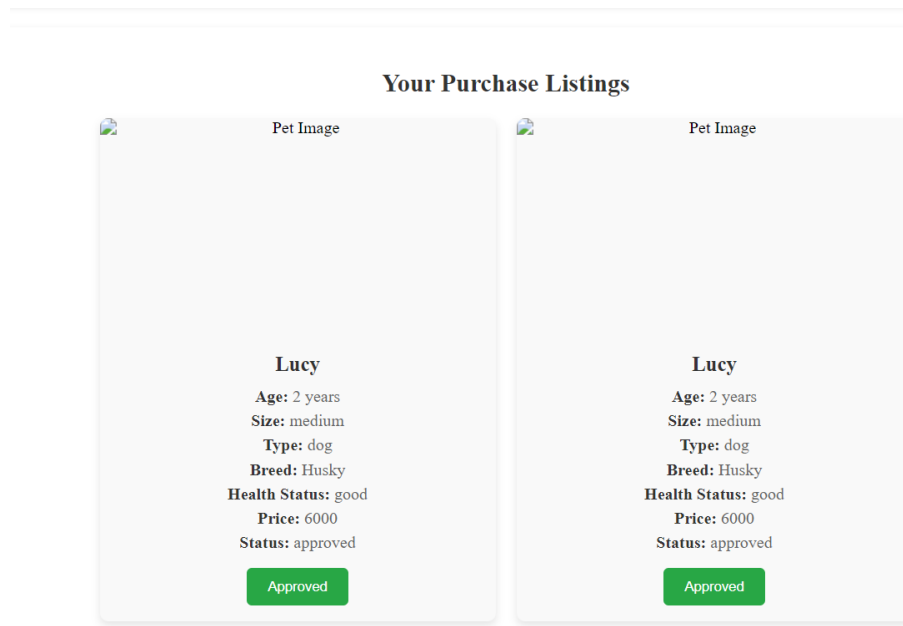 Your Purchase Listings
Pet Image
Lucy
Age: 2 years
Size: medium
Type: dog
Breed: Husky
Health Status: good
Price: 6000
Status: approved
Approved
Pet Image
Lucy
Age: 2 years
Size: medium
Type: dog
Breed: Husky
Health Status: good
Price: 6000
Status: approved
Approved